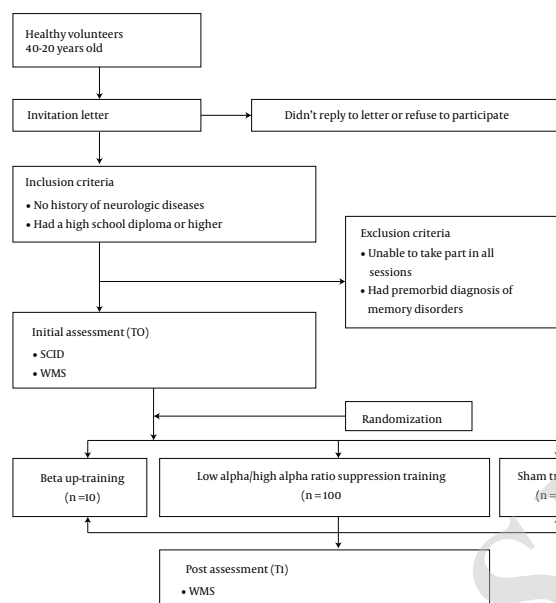 Healthy volunteers
40-20 years old
Invitation letter
Didn't reply to letter or refuse to participate
Inclusion criteria
• No history of neurologic diseases
• Had a high school diploma or higher
Exclusion criteria
• Unable to take part in all
sessions
• Had premorbid diagnosis of
memory disorders
Initial assessment (TO)
• SCID
• WMS
Randomization
Beta up-training
(n =10)
Low alpha/high alpha ratio suppression training
(n = 100
Sham
(n =
Post assessment (T1)
• WMS